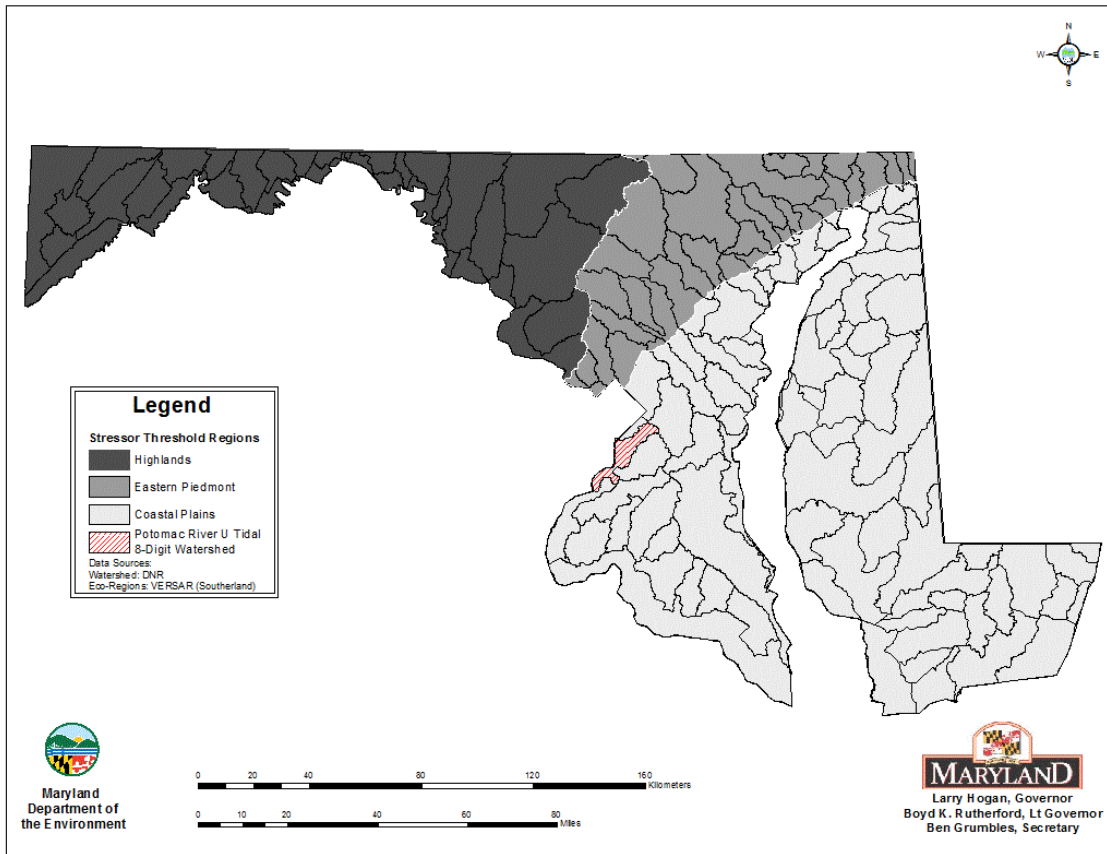 N
W
E
S
Legend
Stressor Threshold Regions
Highlands
Eastern Piedmont
Coastal Plains
Potomac River U Tidal
8-Digit Watershed
Data Sources:
Watershed: DNR
Eco-Regions: VERSAR (Southerland)
Maryland
Department of
the Environment
0 20 40 80 120 160
Kilometers
0 10 20 40 60 80
Miles
MARYLAND
Larry Hogan, Governor
Boyd K. Rutherford, Lt Governor
Ben Grumbles, Secretary